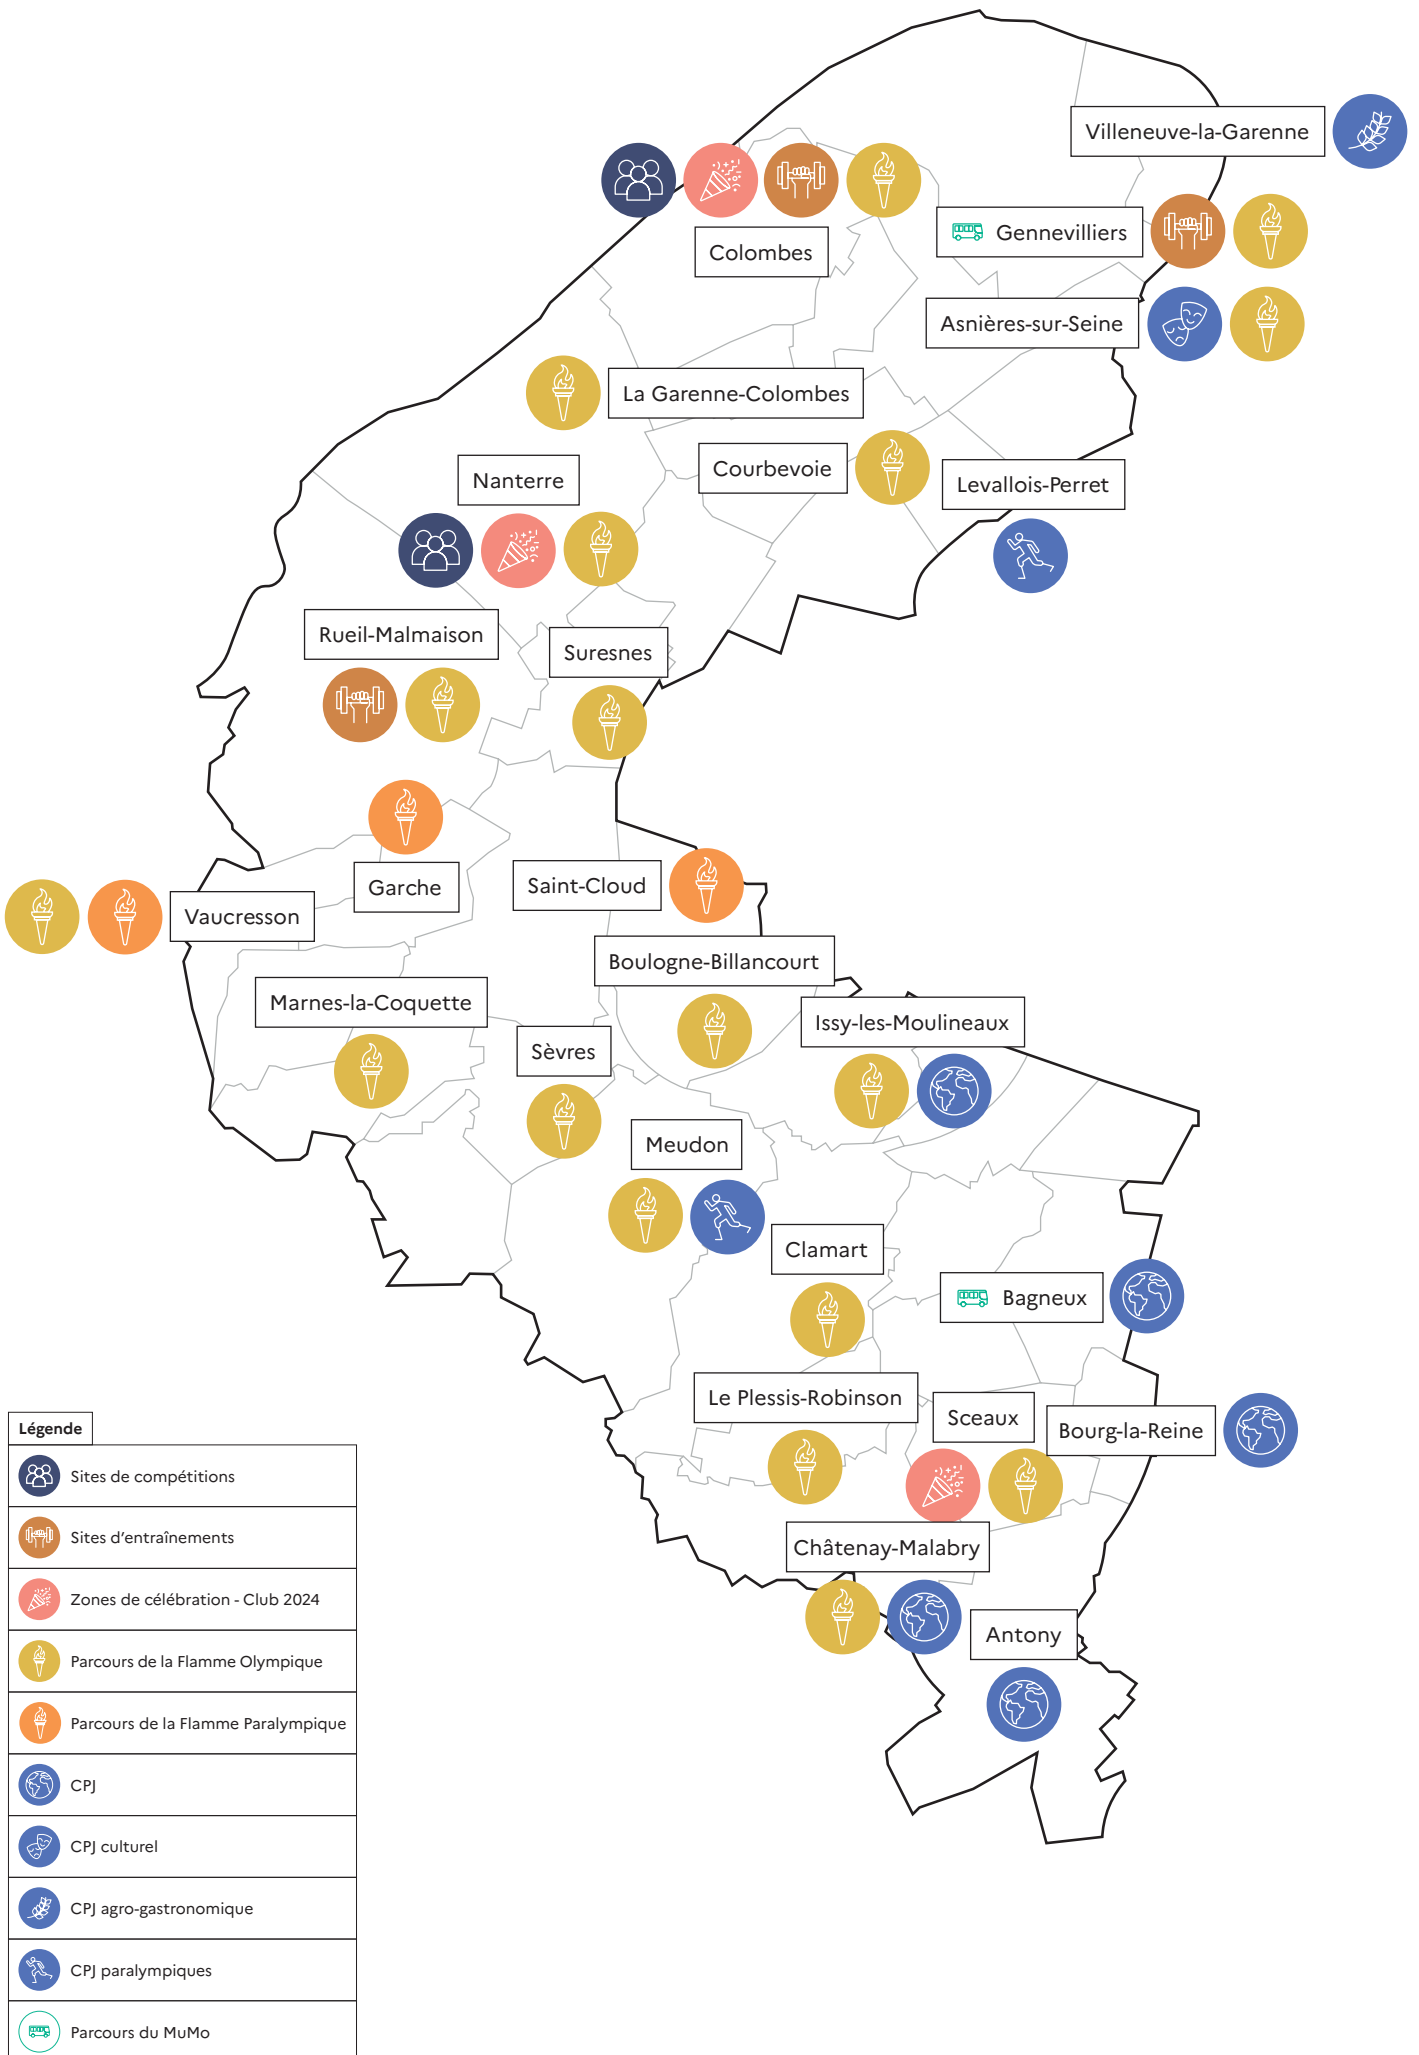 Villeneuve-la-Garenne
Gennevilliers
Colombes
Asnières-sur-Seine
La Garenne-Colombes
Courbevoie
Nanterre
Levallois-Perret
Rueil-Malmaison
Suresnes
Garche
Saint-Cloud
Vaucresson
Boulogne-Billancourt
Marnes-la-Coquette
Issy-les-Moulineaux
Sèvres
Meudon
Clamart
Bagneux
Le Plessis-Robinson
Sceaux
Bourg-la-Reine
Châtenay-Malabry
Antony
Légende
Sites de compétitions
Sites d'entraînements
Zones de célébration - Club 2024
Parcours de la Flamme Olympique
Parcours de la Flamme Paralympique
CPJ
CPJ culturel
CPJ agro-gastronomique
CPJ paralympiques
Parcours du MuMo